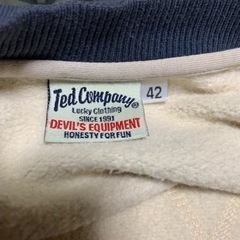 Ted Company®
Lucky Clothing
SINCE 1991
DEVIL'S EQUIPMENT
HONESTY FOR FUN
42